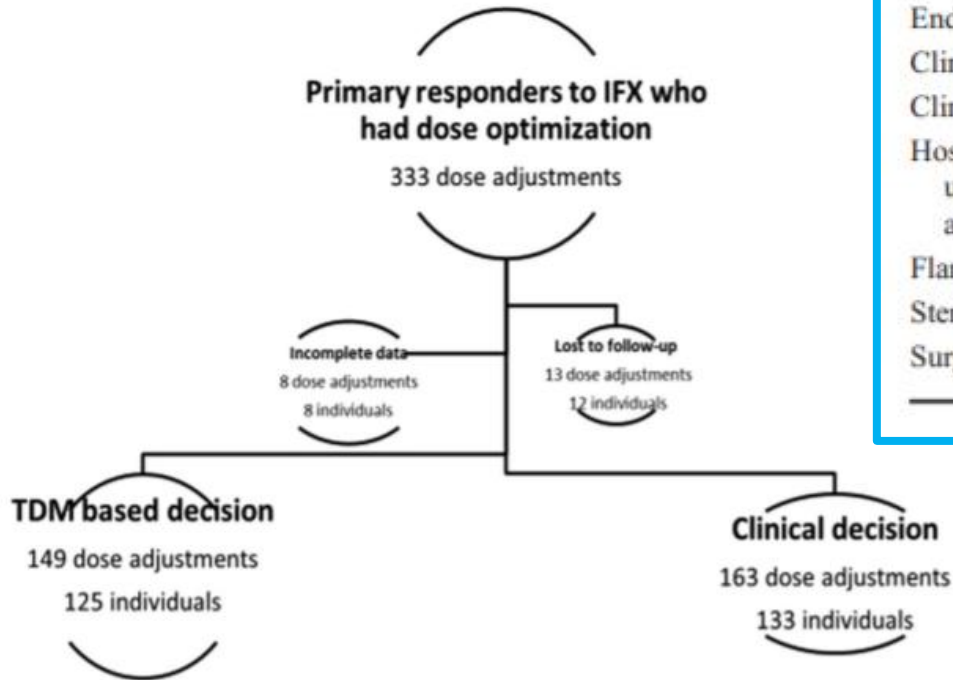 Primary responders to IFX who
had dose optimization
333 dose adjustments
Incomplete data
8 dose adjustments
8 individuals
Lost to follow-up
13 dose adjustments
12 individuals
TDM based decision
149 dose adjustments
125 individuals
Clinical decision
163 dose adjustments
133 individuals